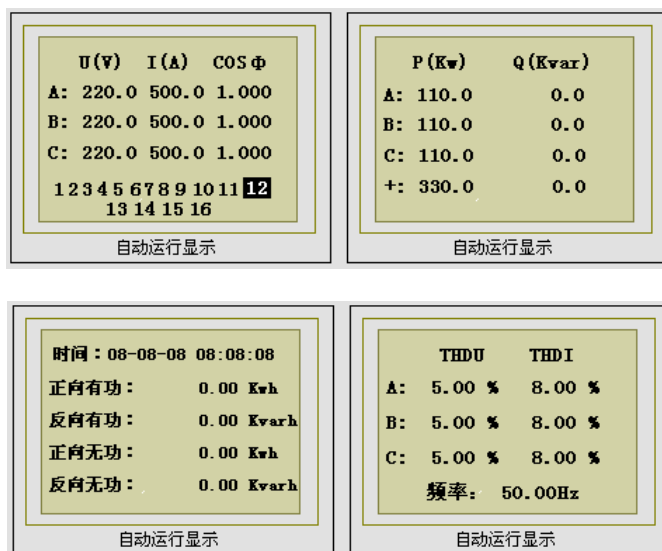 U(V) I(A) COSΦ
A: 220.0 500.0 1.000
B: 220.0 500.0 1.000
C: 220.0 500.0 1.000
1 2 3 4 5 6 7 8 9 10 11 12
13 14 15 16
自动运行显示
P(Kw) Q(Kvar)
A: 110.0 0.0
B: 110.0 0.0
C: 110.0 0.0
+: 330.0 0.0
自动运行显示
时间：08-08-08 08:08:08
正向有功： 0.00 Kwh
反向有功： 0.00 Kvarh
正向无功： 0.00 Kwh
反向无功： 0.00 Kvarh
自动运行显示
THDU THDI
A: 5.00 % 8.00 %
B: 5.00 % 8.00 %
C: 5.00 % 8.00 %
频率： 50.00Hz
自动运行显示